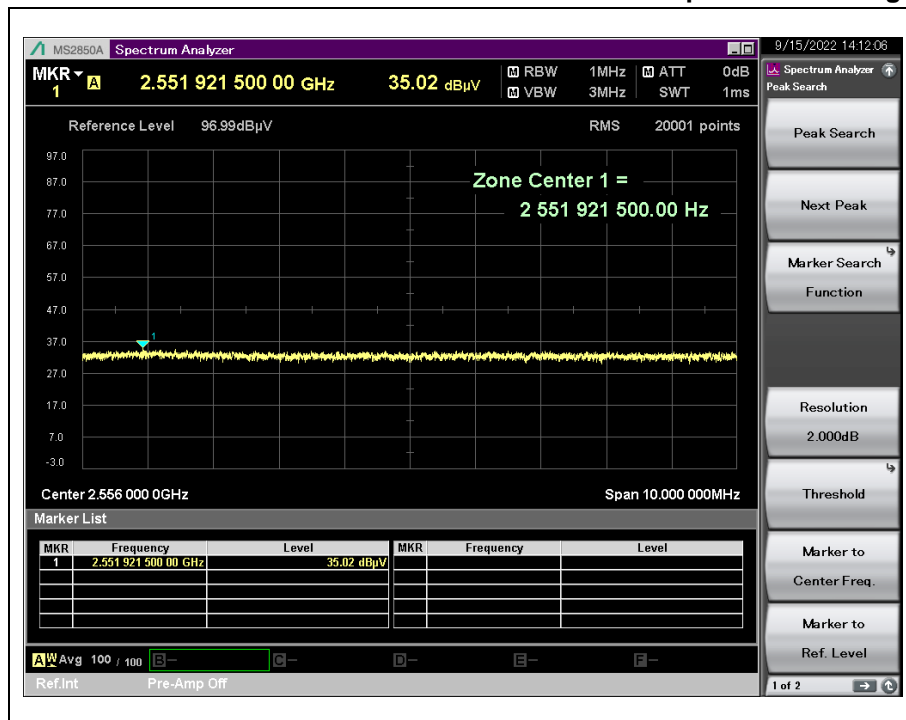 MS2850A Spectrum Analyzer
9/15/2022 14:12:06
MKR 1 A 2.551 921 500 00 GHz 35.02 dBµV
M RBW 1MHz M ATT 0dB
M VBW 3MHz SWT 1ms
Reference Level 96.99dBµV RMS 20001 points
97.0
87.0
77.0
67.0
57.0
47.0
37.0
27.0
17.0
7.0
-3.0
Zone Center 1 =
2 551 921 500.00 Hz
1
Center 2.556 000 0GHz Span 10.000 000MHz
Marker List
MKR Frequency Level MKR Frequency Level
1 2.551 921 500 00 GHz 35.02 dBµV
A W Avg 100 / 100 B - C - D - E - F -
Ref.Int Pre-Amp Off
Spectrum Analyzer
Peak Search
Peak Search
Next Peak
Marker Search
Function
Resolution
2.000dB
Threshold
Marker to
Center Freq.
Marker to
Ref. Level
1 of 2